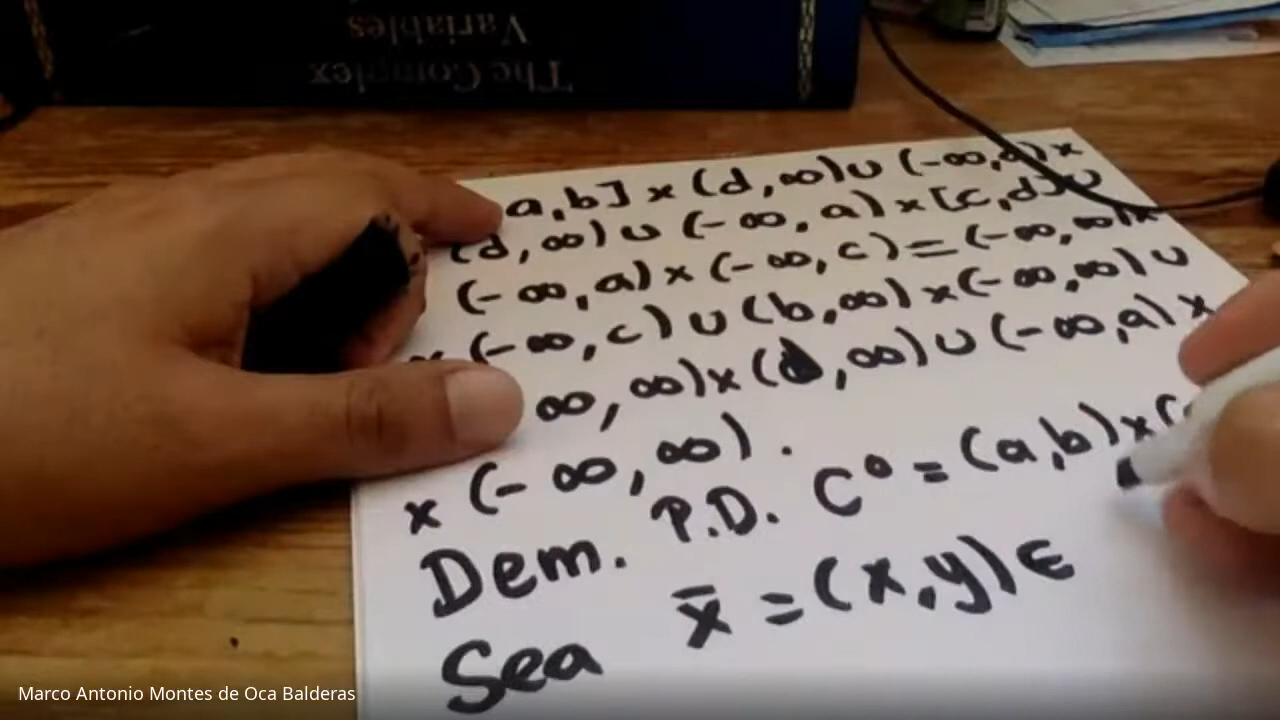 The Complex
Variables
a,b] x (d,∞) ∪ (-∞,a) x
(d,∞) ∪ (-∞,a) x [c,d] ∪
(-∞,a) x (-∞,c) = (-∞,∞) x
x (-∞,c) ∪ (b,∞) x (-∞,∞) ∪
∞,∞) x (d,∞) ∪ (-∞,a) x
x (-∞,∞).
Dem. P.D. C° = (a,b) x (
Sea x̄ = (x,y) ∈
Marco Antonio Montes de Oca Balderas